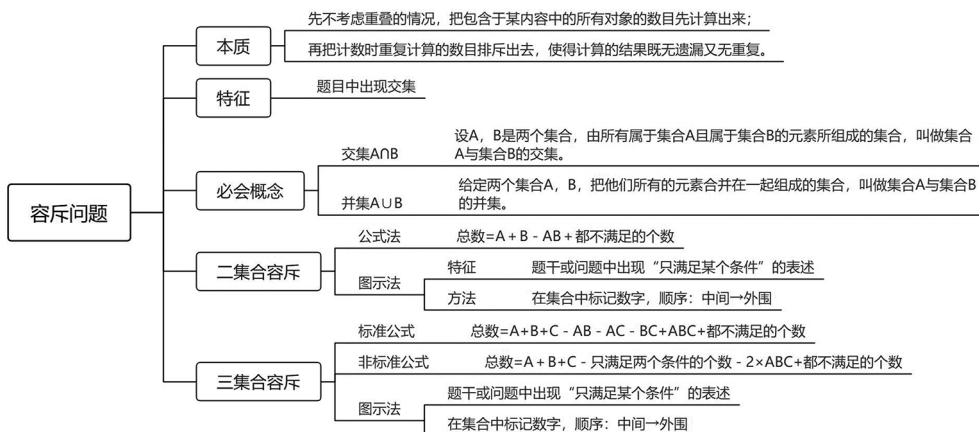 容斥问题
本质
先不考虑重叠的情况，把包含于某内容中的所有对象的数目先计算出来；
再把计数时重复计算的数目排斥出去，使得计算的结果既无遗漏又无重复。
特征
题目中出现交集
必会概念
交集A∩B
设A，B是两个集合，由所有属于集合A且属于集合B的元素所组成的集合，叫做集合
A与集合B的交集。
并集A∪B
给定两个集合A，B，把他们所有的元素合并在一起组成的集合，叫做集合A与集合B
的并集。
二集合容斥
公式法
总数=A＋B－AB＋都不满足的个数
图示法
特征
题干或问题中出现“只满足某个条件”的表述
方法
在集合中标记数字，顺序：中间→外围
三集合容斥
标准公式
总数=A+B+C－AB－AC－BC+ABC+都不满足的个数
非标准公式
总数=A＋B+C－只满足两个条件的个数－2×ABC+都不满足的个数
图示法
题干或问题中出现“只满足某个条件”的表述
在集合中标记数字，顺序：中间→外围